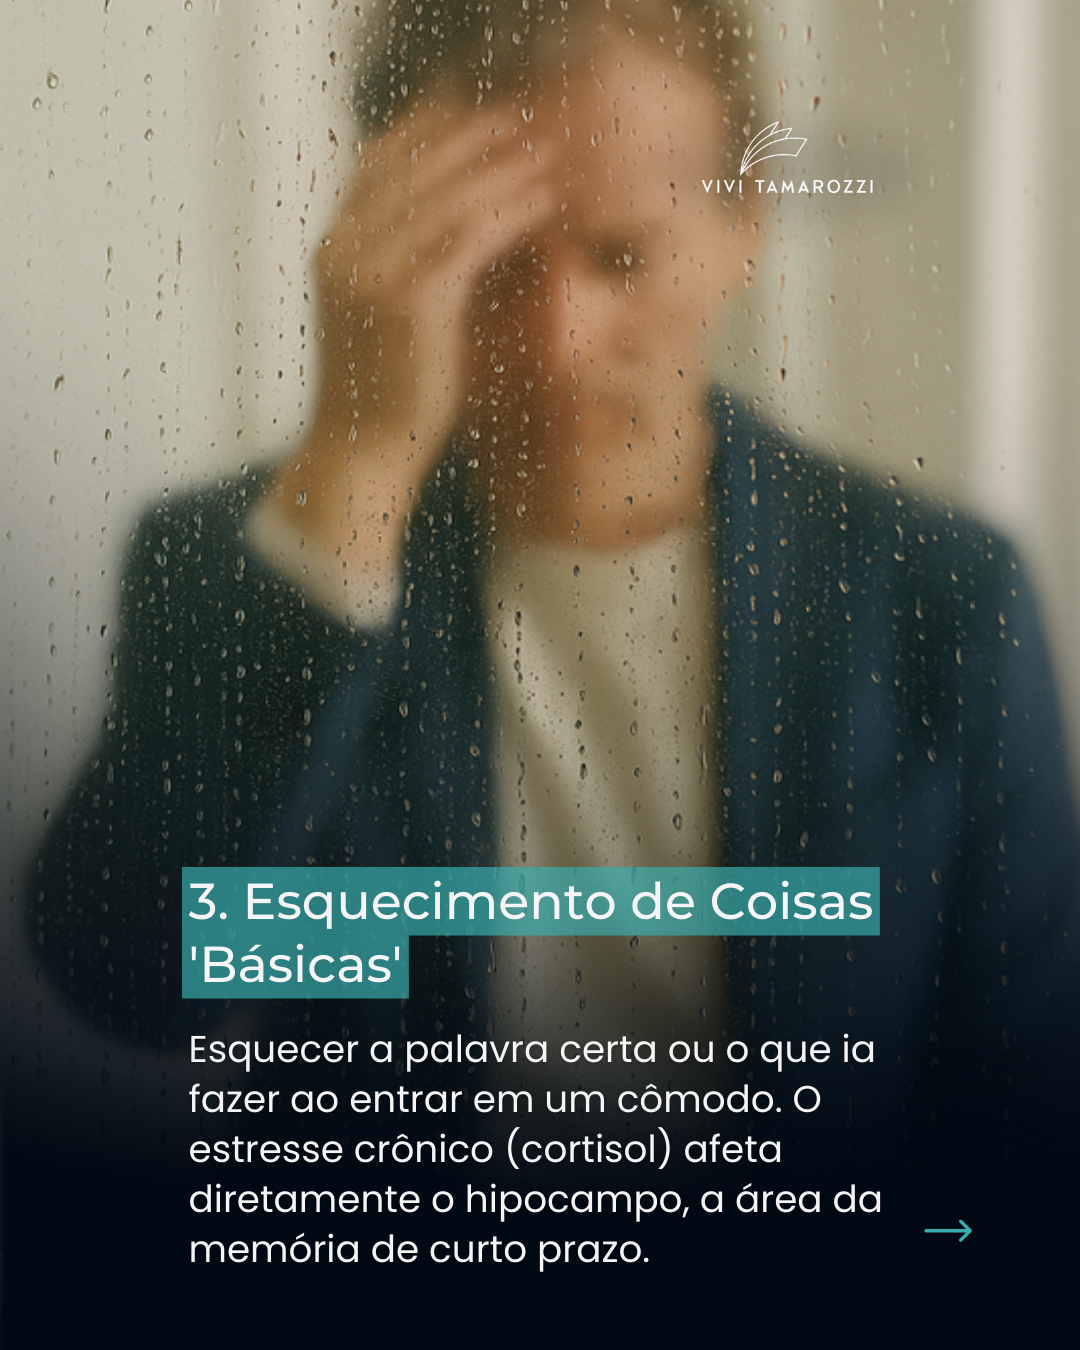 VIVI TAMAROZZI
3. Esquecimento de Coisas
'Básicas'
Esquecer a palavra certa ou o que ia
fazer ao entrar em um cômodo. O
estresse crônico (cortisol) afeta
diretamente o hipocampo, a área da
memória de curto prazo.